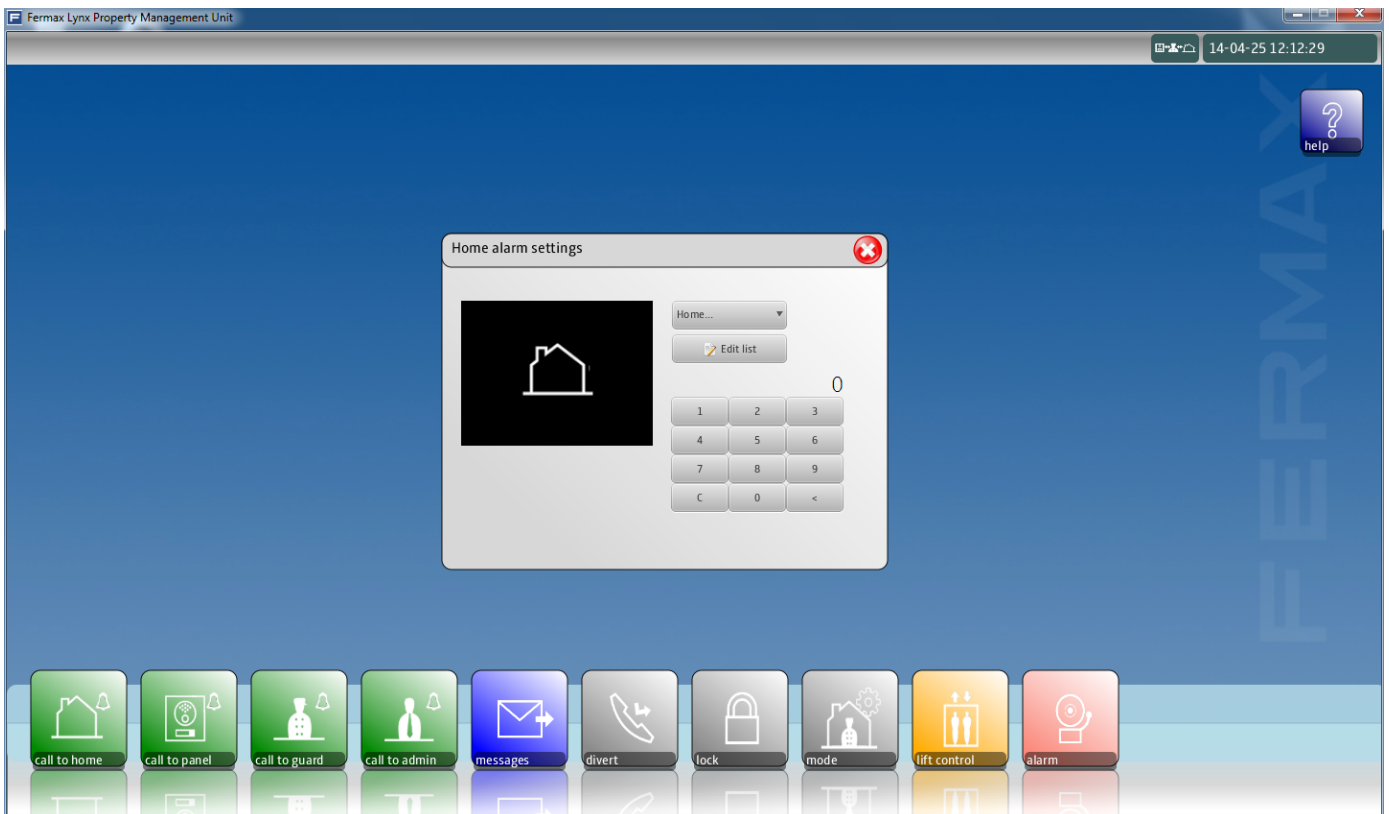 Fermax Lynx Property Management Unit
14-04-25 12:12:29
help
FERMAX
Home alarm settings
Home...
Edit list
0
1 2 3
4 5 6
7 8 9
C 0 <
call to home
call to panel
call to guard
call to admin
messages
divert
lock
mode
lift control
alarm